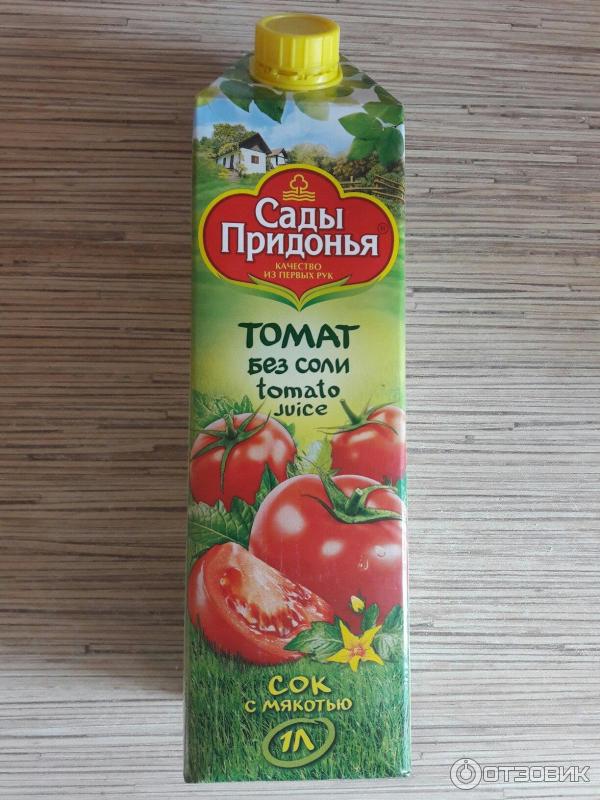 Сады
Придонья®
КАЧЕСТВО
ИЗ ПЕРВЫХ РУК
ТОМАТ
БЕЗ СОЛИ
tomato
juice
СОК
С МЯКОТЬЮ
1Л
ОТЗОВИК